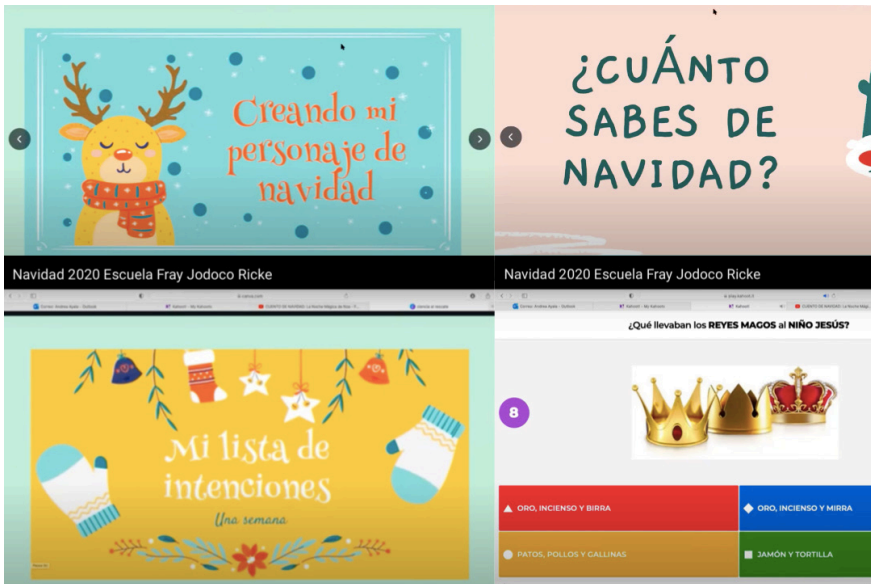 Creando mi
personaje de
navidad
Navidad 2020 Escuela Fray Jodoco Ricke
¿CUÁNTO
SABES DE
NAVIDAD?
Navidad 2020 Escuela Fray Jodoco Ricke
Mi lista de
intenciones
Una semana
¿Qué llevaban los REYES MAGOS al NIÑO JESÚS?
8
ORO, INCIENSO Y BIRRA
ORO, INCIENSO Y MIRRA
PATOS, POLLOS Y GALLINAS
JAMÓN Y TORTILLA